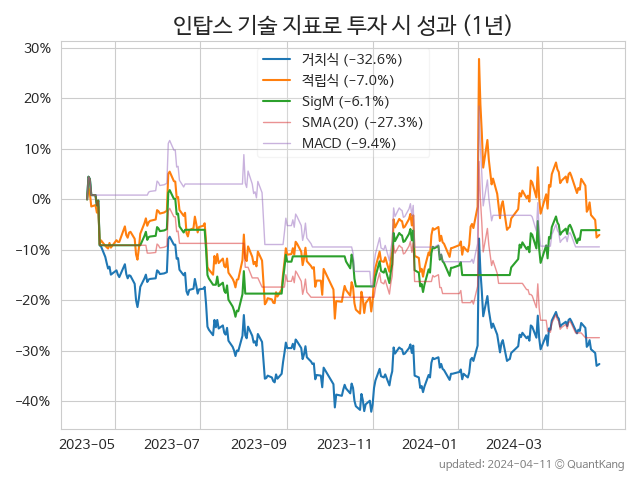 인탑스 기술 지표로 투자 시 성과 (1년)
30%
20%
10%
0%
−10%
−20%
−30%
−40%
거치식 (−32.6%)
적립식 (−7.0%)
SigM (−6.1%)
SMA(20) (−27.3%)
MACD (−9.4%)
2023-05 2023-07 2023-09 2023-11 2024-01 2024-03
updated: 2024-04-11 © QuantKang